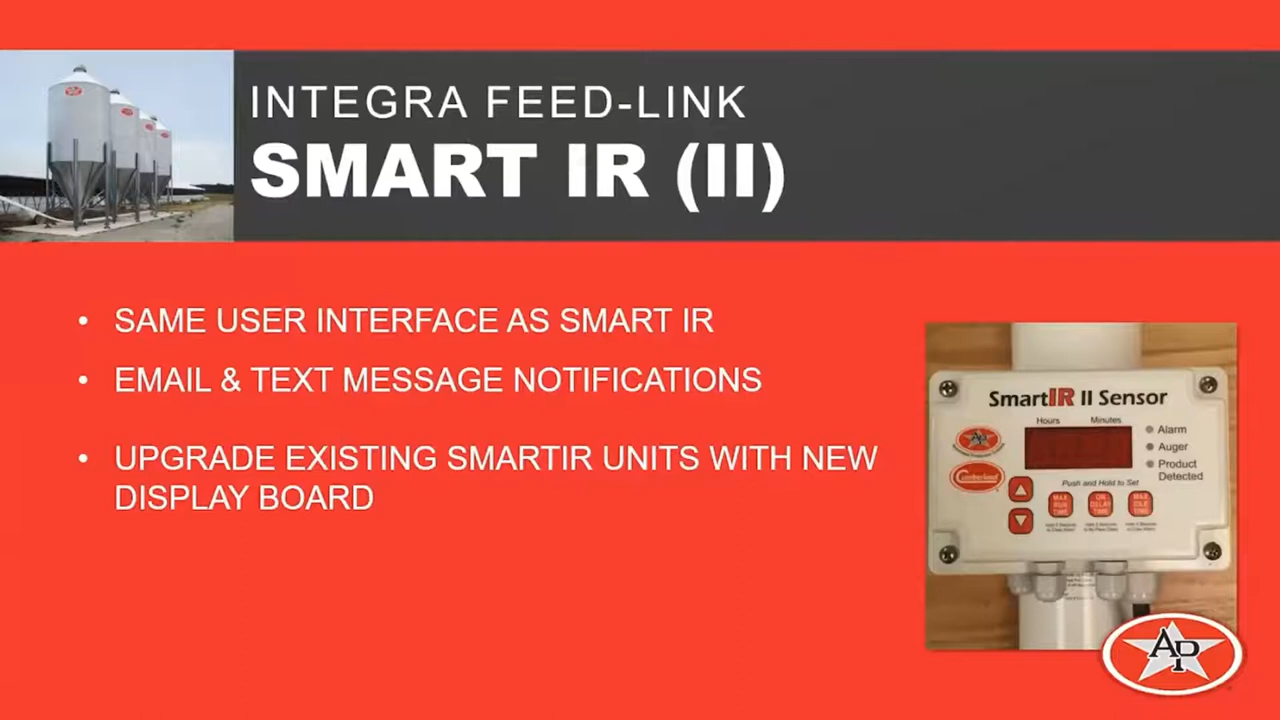 INTEGRA FEED-LINK
SMART IR (II)
• SAME USER INTERFACE AS SMART IR
• EMAIL & TEXT MESSAGE NOTIFICATIONS
• UPGRADE EXISTING SMARTIR UNITS WITH NEW
DISPLAY BOARD
SmartIR II Sensor
Hours Minutes
Alarm
Auger
Product
Detected
AP
Cumberland
Push and Hold to Set
MAX RUN TIME
ON DELAY TIME
MAX IDLE TIME
AP